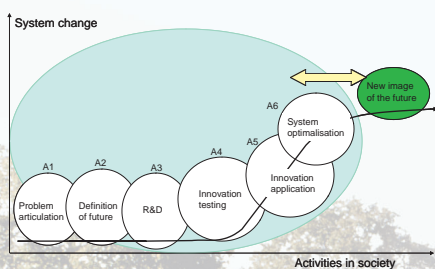 System change
A1
A2
A3
A4
A5
A6
Problem
articulation
Definition
of future
R&D
Innovation
testing
Innovation
application
System
optimalisation
New image
of the future
Activities in society